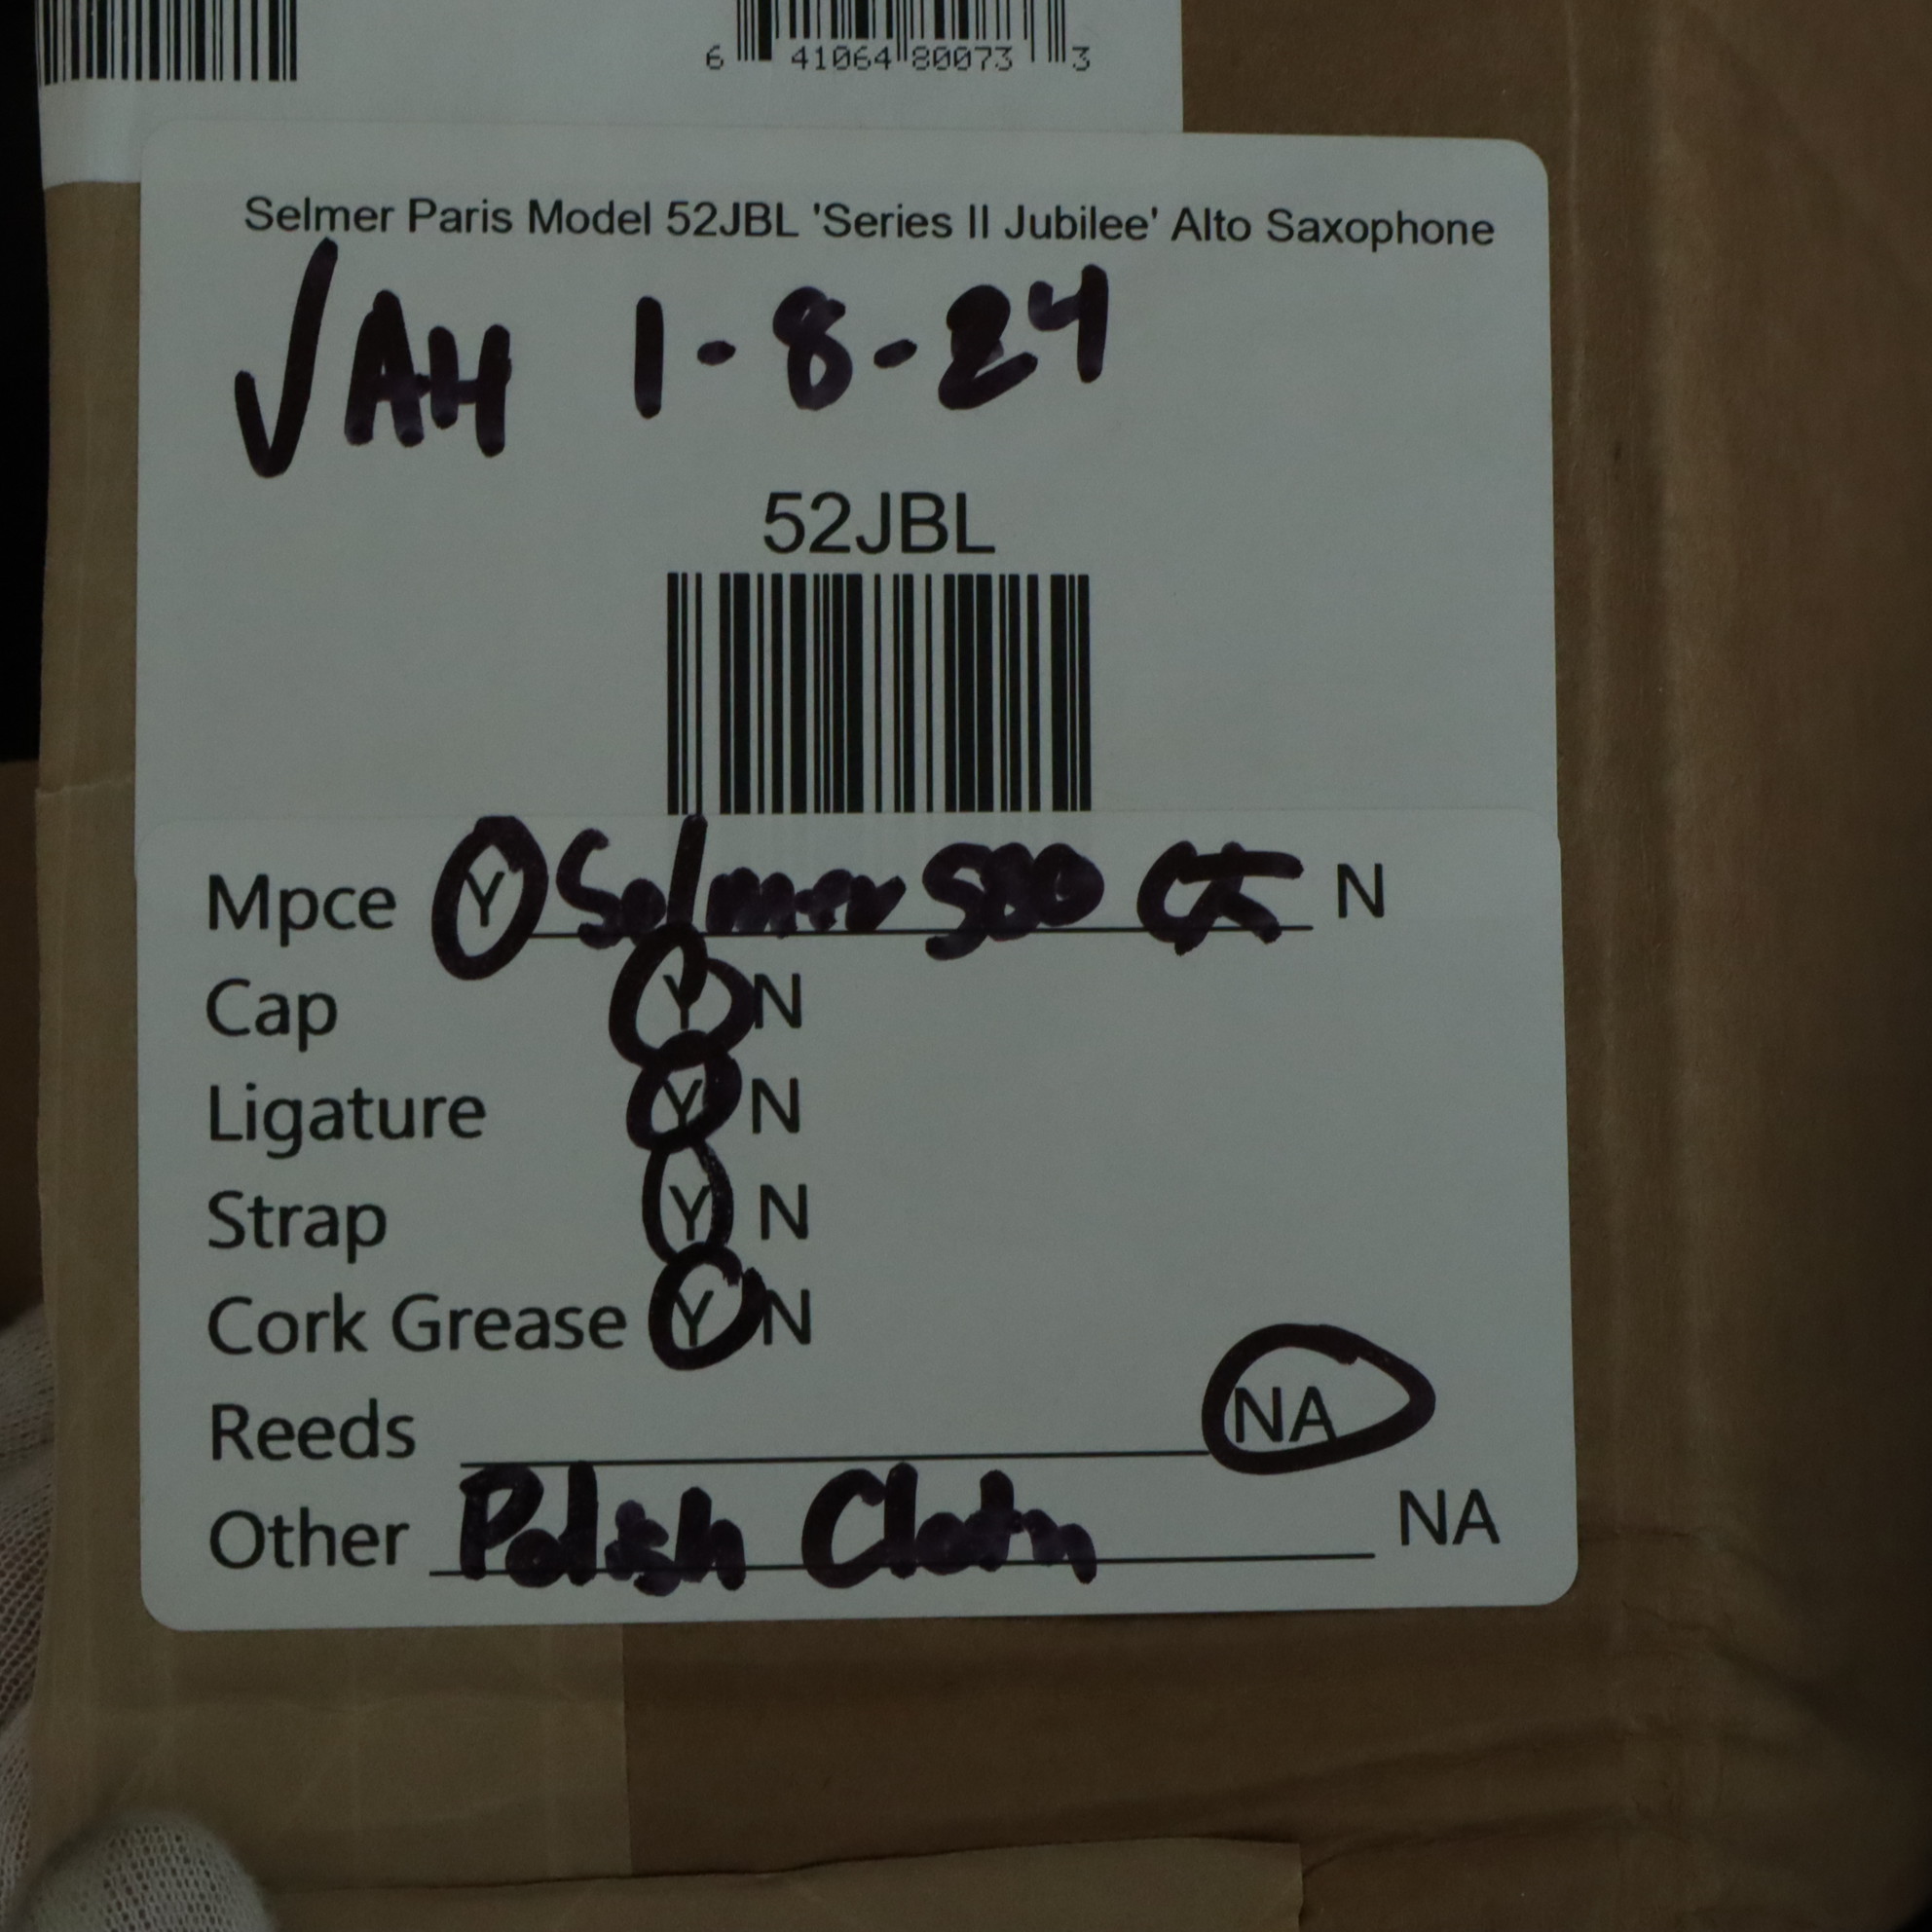 6 41064 80073 3
Selmer Paris Model 52JBL 'Series II Jubilee' Alto Saxophone
√ AH 1-8-24
52JBL
Mpce Y Selmer S80 N
Cap Y N
Ligature Y N
Strap Y N
Cork Grease Y N
Reeds NA
Other Polish Cloth NA